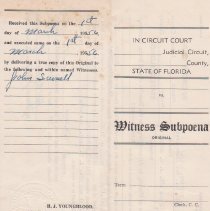 Received this Subpoena on the 1st
day of March 1956
and executed same on the 1st day of
March 1956
by delivering a true copy of this Original to
the following and within named Witnesses.
John
H. J. YOUNGBLOOD,
IN CIRCUIT COURT
Judicial Circuit,
County,
STATE OF FLORIDA
vs.
Witness Subpoena
ORIGINAL
Term
Clerk, C. C.